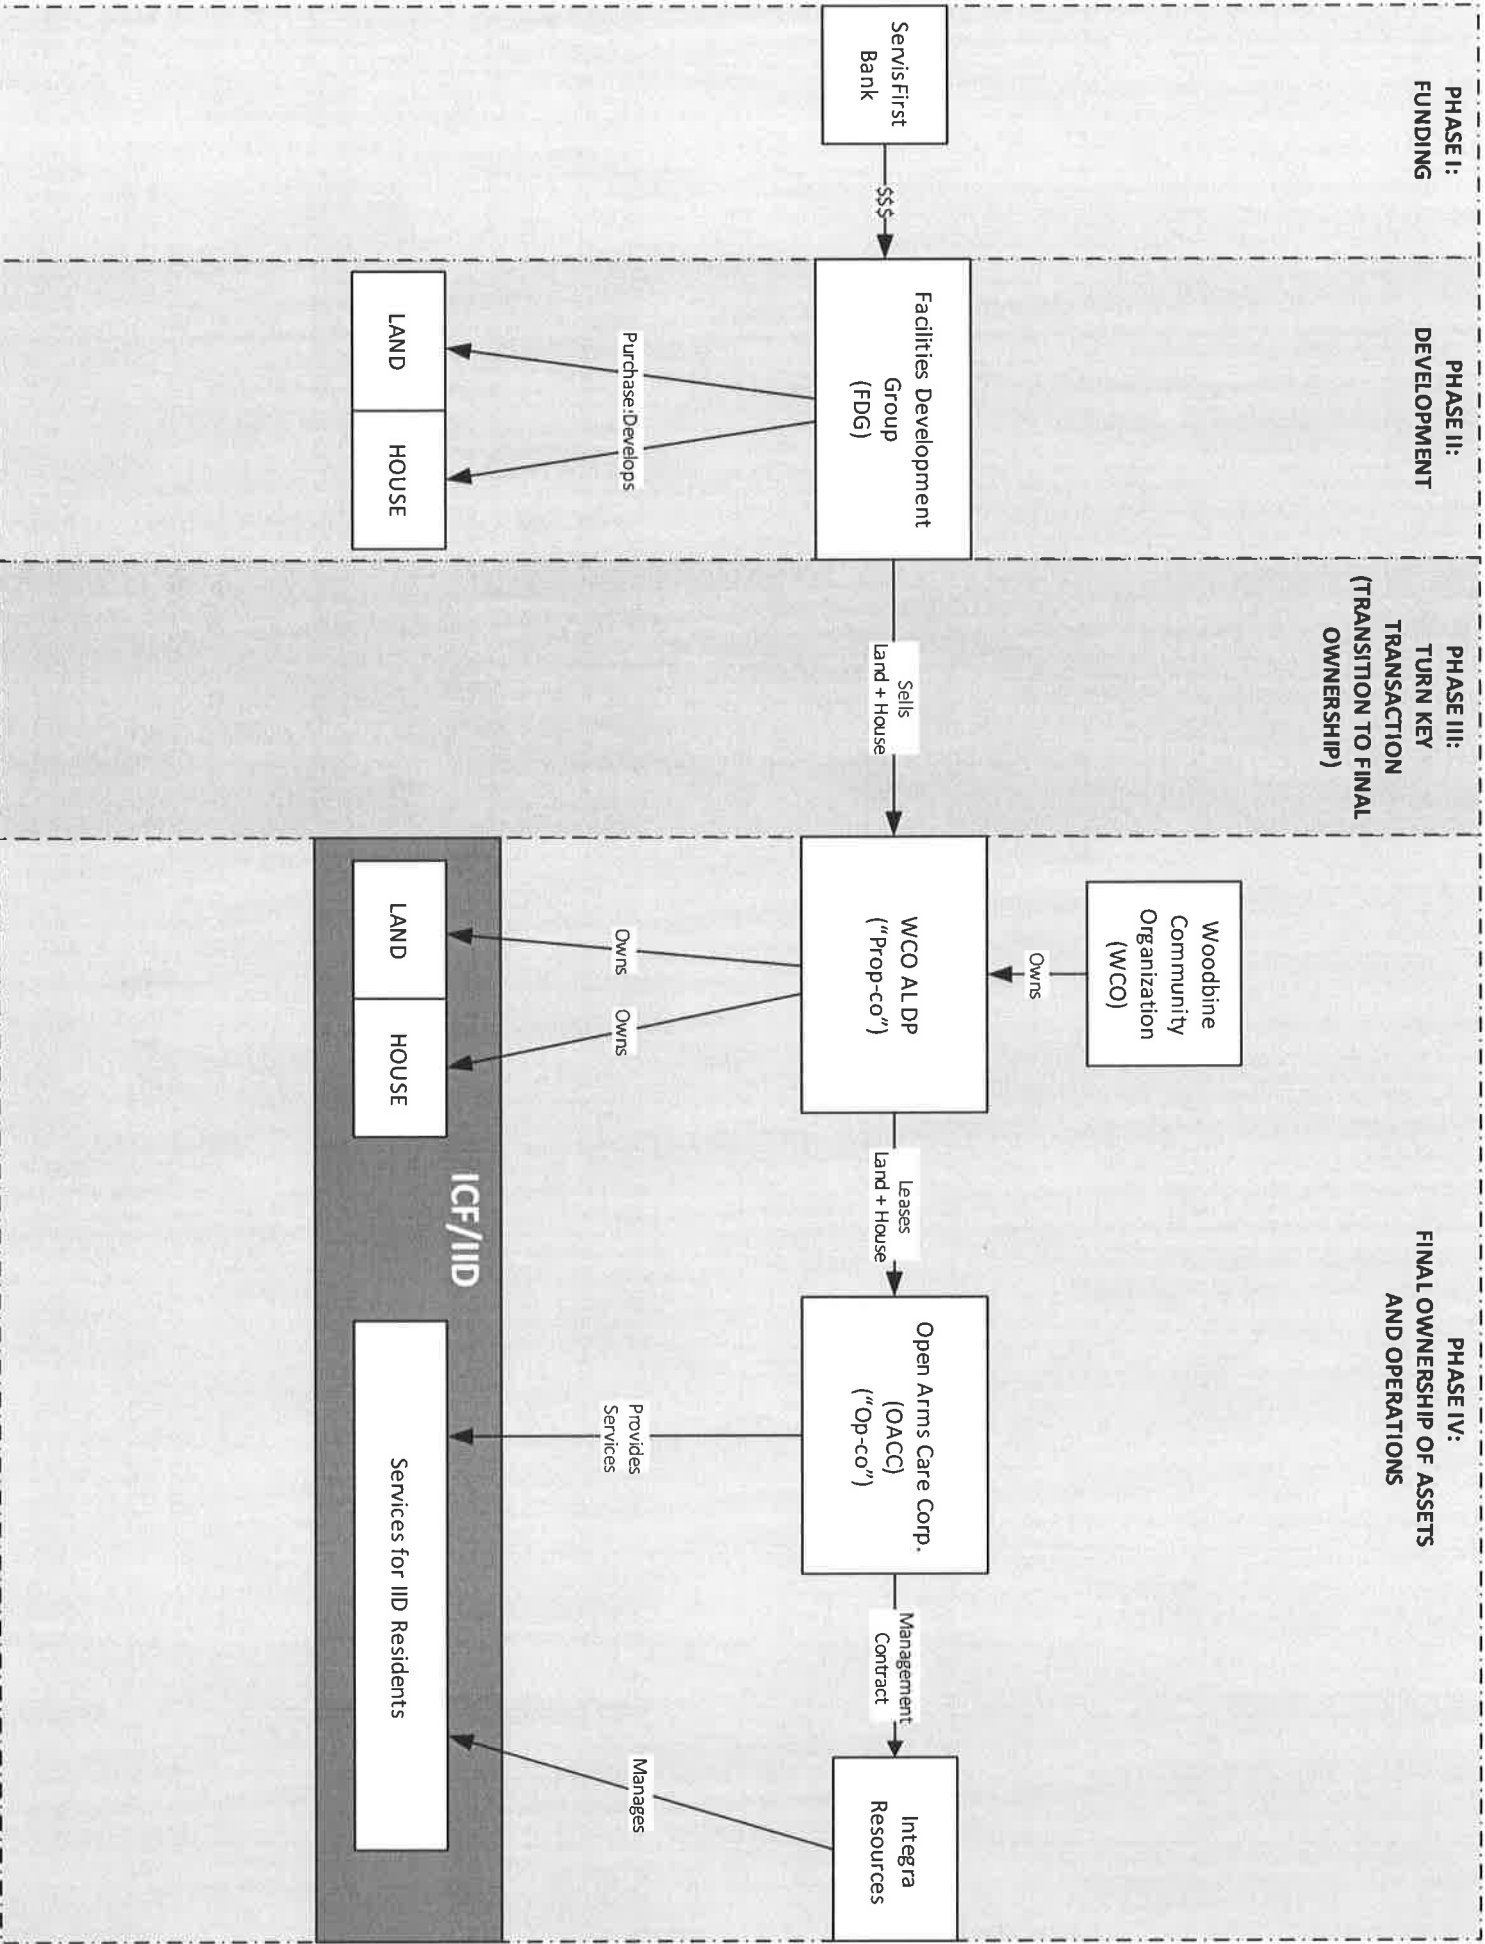 PHASE I:
FUNDING
PHASE II:
DEVELOPMENT
PHASE III:
TURN KEY
TRANSACTION
(TRANSITION TO FINAL
OWNERSHIP)
PHASE IV:
FINAL OWNERSHIP OF ASSETS
AND OPERATIONS
Woodbine
Community
Organization
(WCO)
Owns
ServisFirst
Bank
$$$
Facilities Development
Group
(FDG)
Sells
Land + House
WCO AL DP
("Prop-co")
Leases
Land + House
Open Arms Care Corp.
(OACC)
("Op-co")
Management
Contract
Integra
Resources
Purchases
Develops
Owns
Owns
Provides
Services
Manages
ICF/IID
LAND
HOUSE
LAND
HOUSE
Services for IID Residents